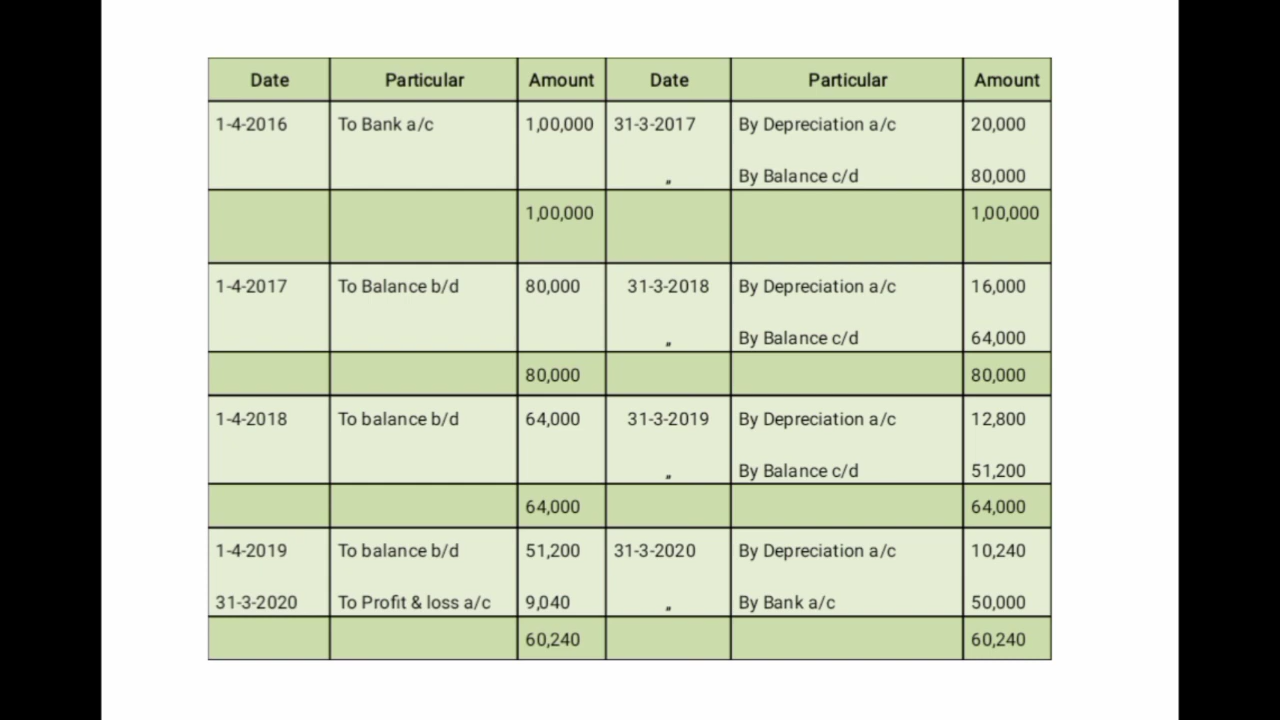 Date Particular Amount Date Particular Amount
1-4-2016 To Bank a/c 1,00,000 31-3-2017 By Depreciation a/c 20,000
„ By Balance c/d 80,000
1,00,000 1,00,000
1-4-2017 To Balance b/d 80,000 31-3-2018 By Depreciation a/c 16,000
„ By Balance c/d 64,000
80,000 80,000
1-4-2018 To balance b/d 64,000 31-3-2019 By Depreciation a/c 12,800
„ By Balance c/d 51,200
64,000 64,000
1-4-2019 To balance b/d 51,200 31-3-2020 By Depreciation a/c 10,240
31-3-2020 To Profit & loss a/c 9,040 „ By Bank a/c 50,000
60,240 60,240